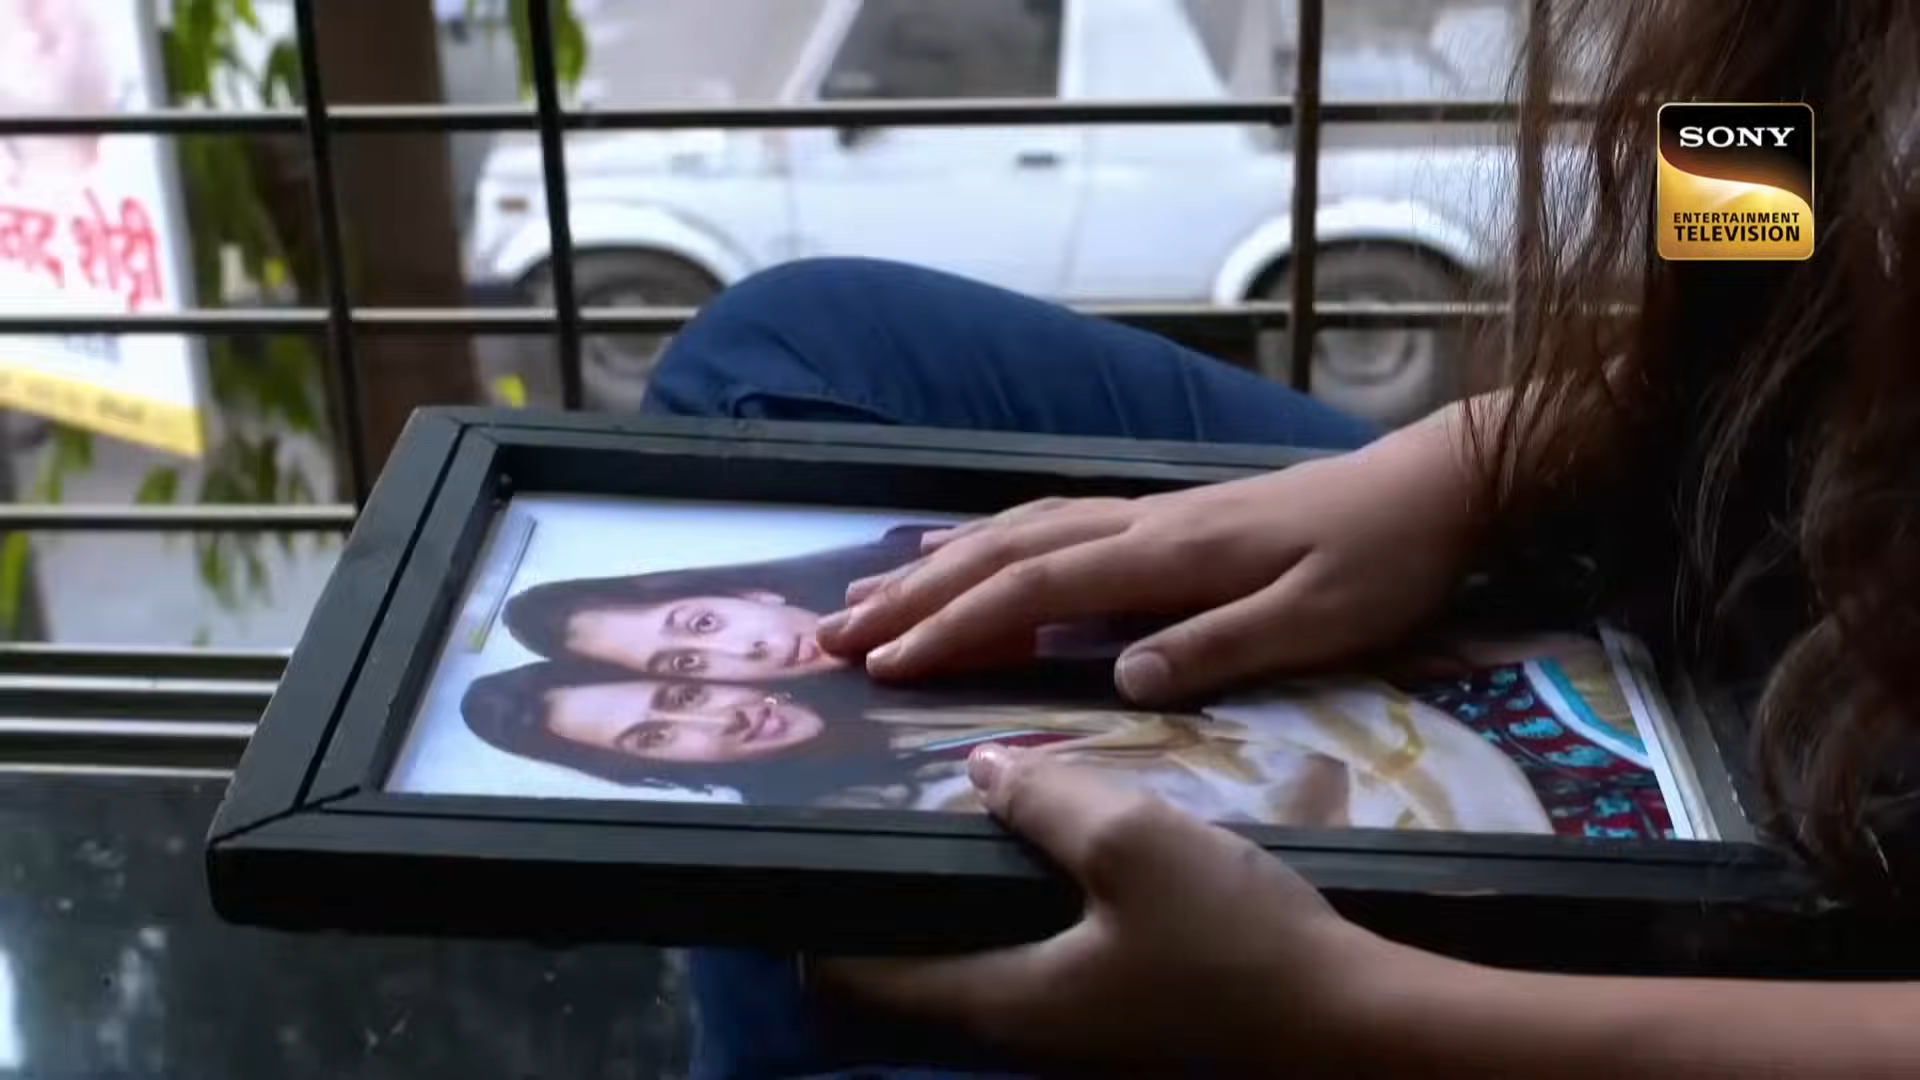 शेट्टी
SONY
ENTERTAINMENT
TELEVISION